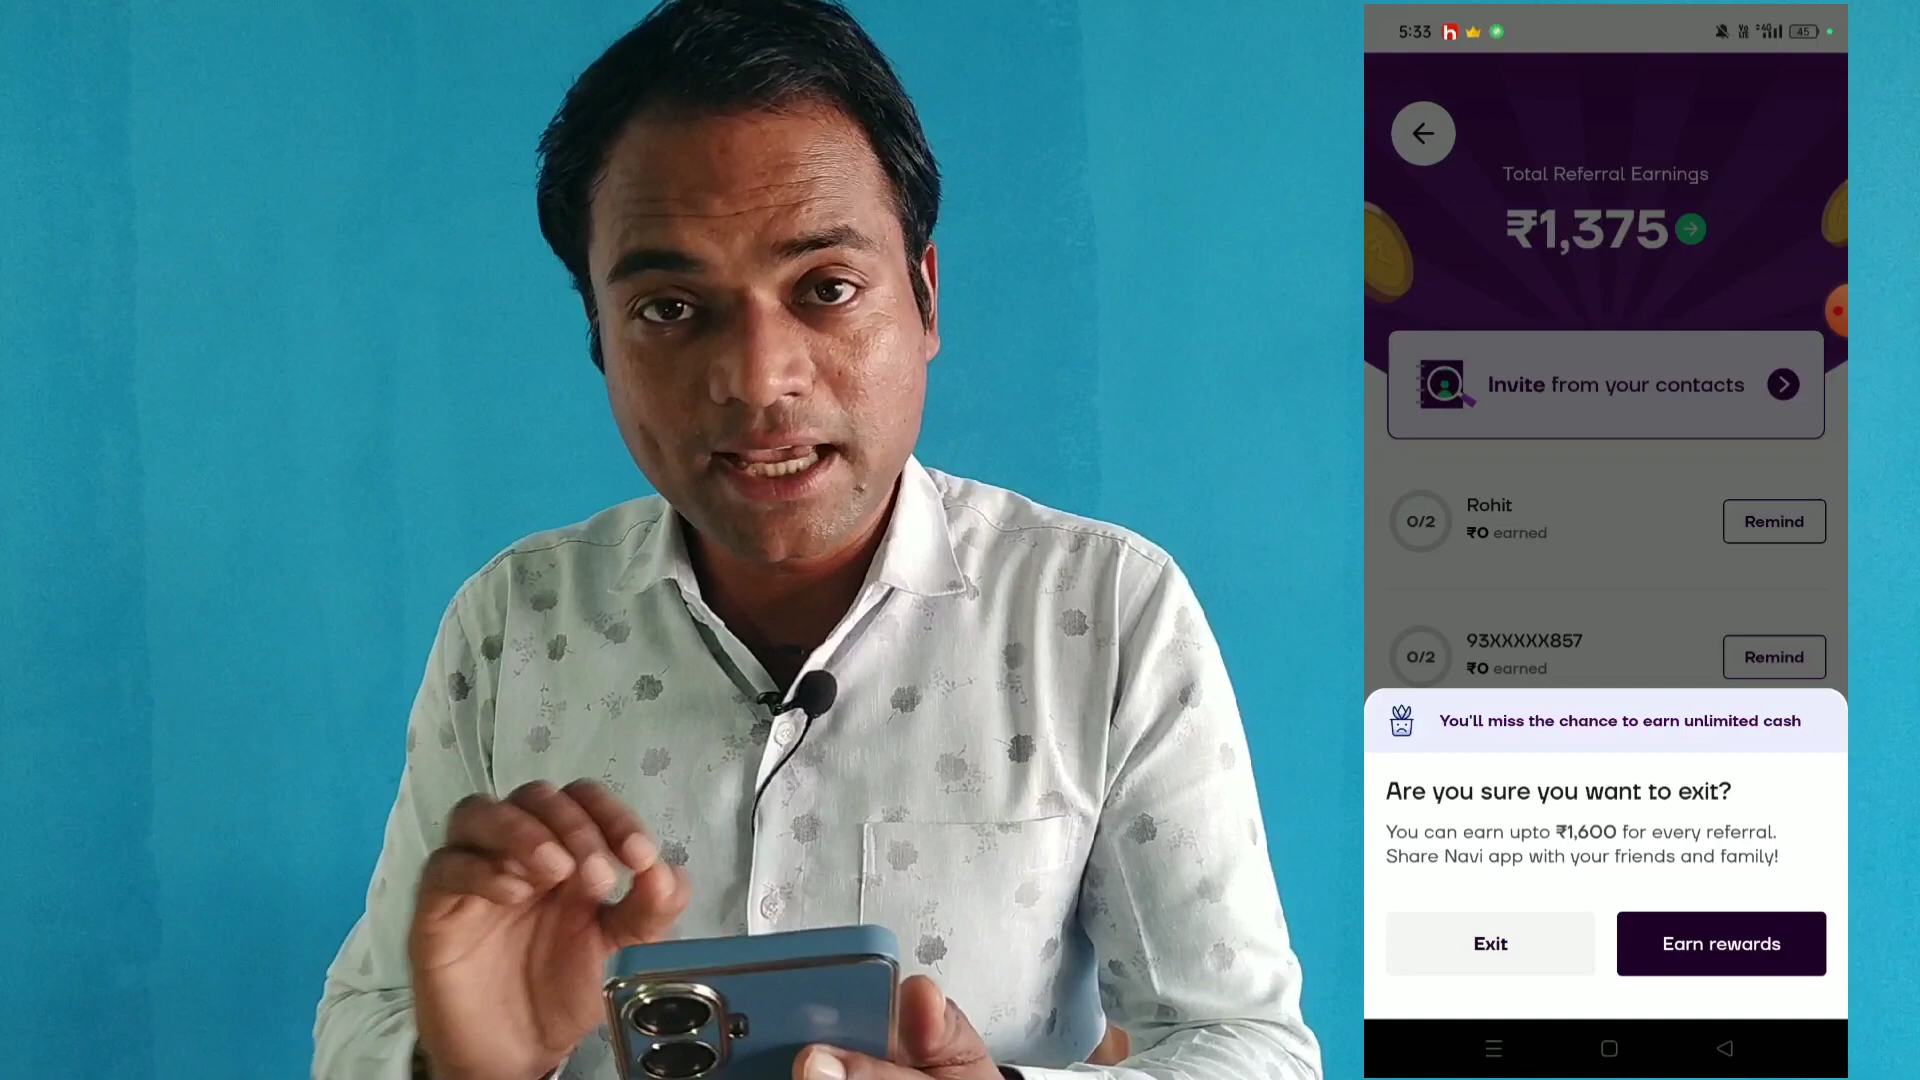 5:33
45
Total Referral Earnings
₹1,375
Invite from your contacts
0/2
Rohit
₹0 earned
Remind
0/2
93XXXXX857
₹0 earned
Remind
You'll miss the chance to earn unlimited cash
Are you sure you want to exit?
You can earn upto ₹1,600 for every referral.
Share Navi app with your friends and family!
Exit
Earn rewards